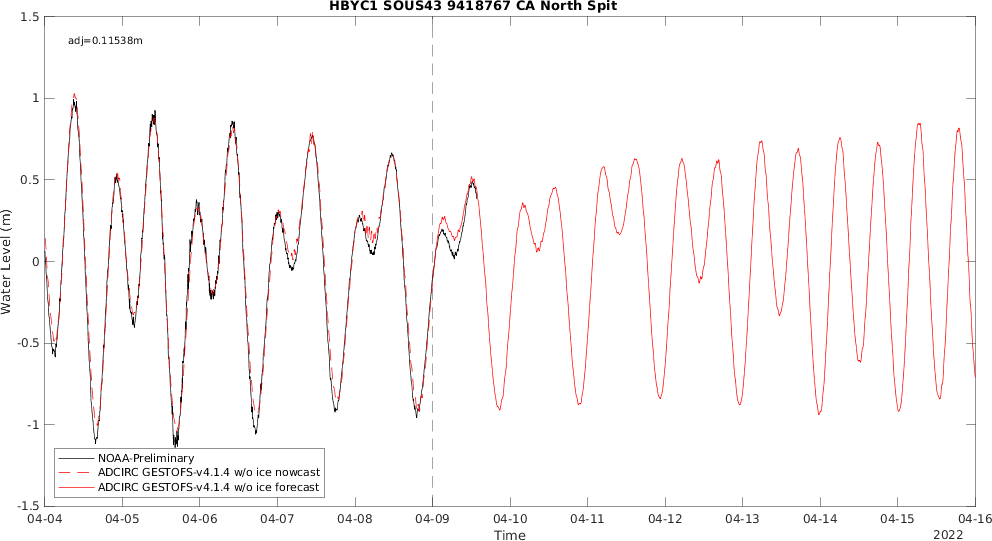 HBYC1 SOUS43 9418767 CA North Spit
adj=0.11538m
1.5
1
0.5
0
-0.5
-1
-1.5
Water Level (m)
NOAA-Preliminary
ADCIRC GESTOFS-v4.1.4 w/o ice nowcast
ADCIRC GESTOFS-v4.1.4 w/o ice forecast
04-04 04-05 04-06 04-07 04-08 04-09 04-10 04-11 04-12 04-13 04-14 04-15 04-16
Time
2022